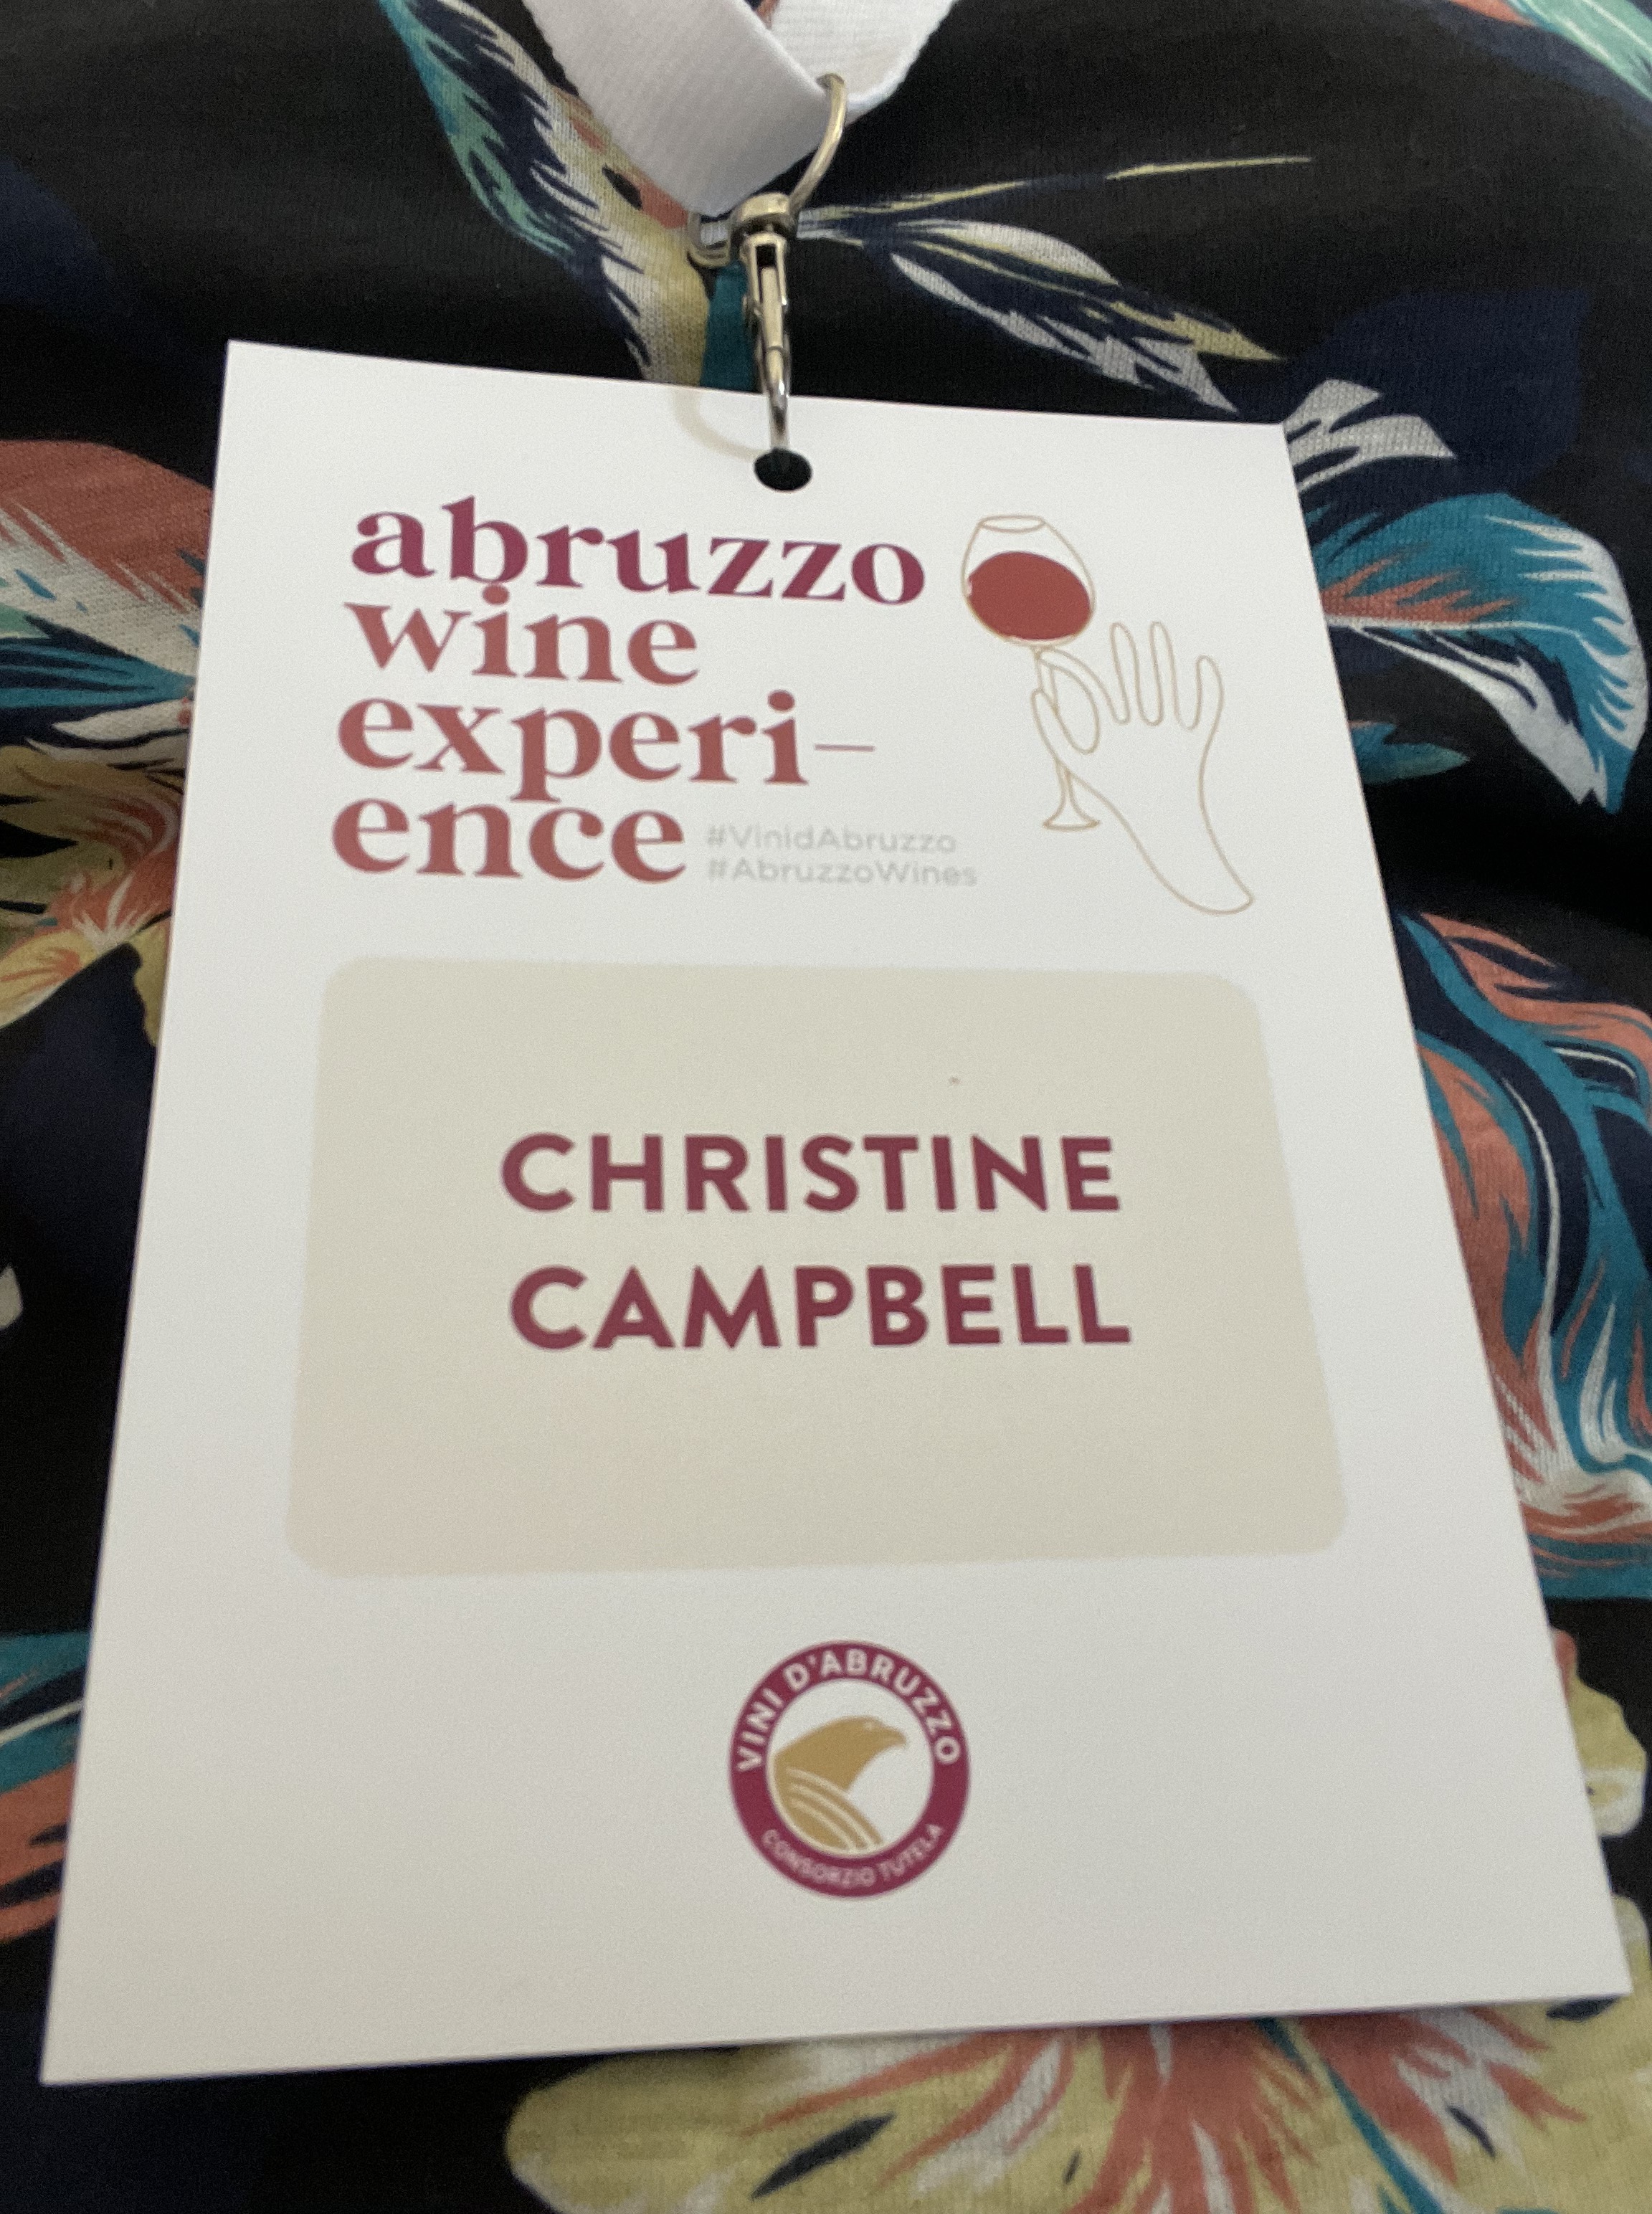 abruzzo
wine
experi–
ence
#VinidAbruzzo
#AbruzzoWines
CHRISTINE
CAMPBELL
VINI D'ABRUZZO
CONSORZIO TUTELA